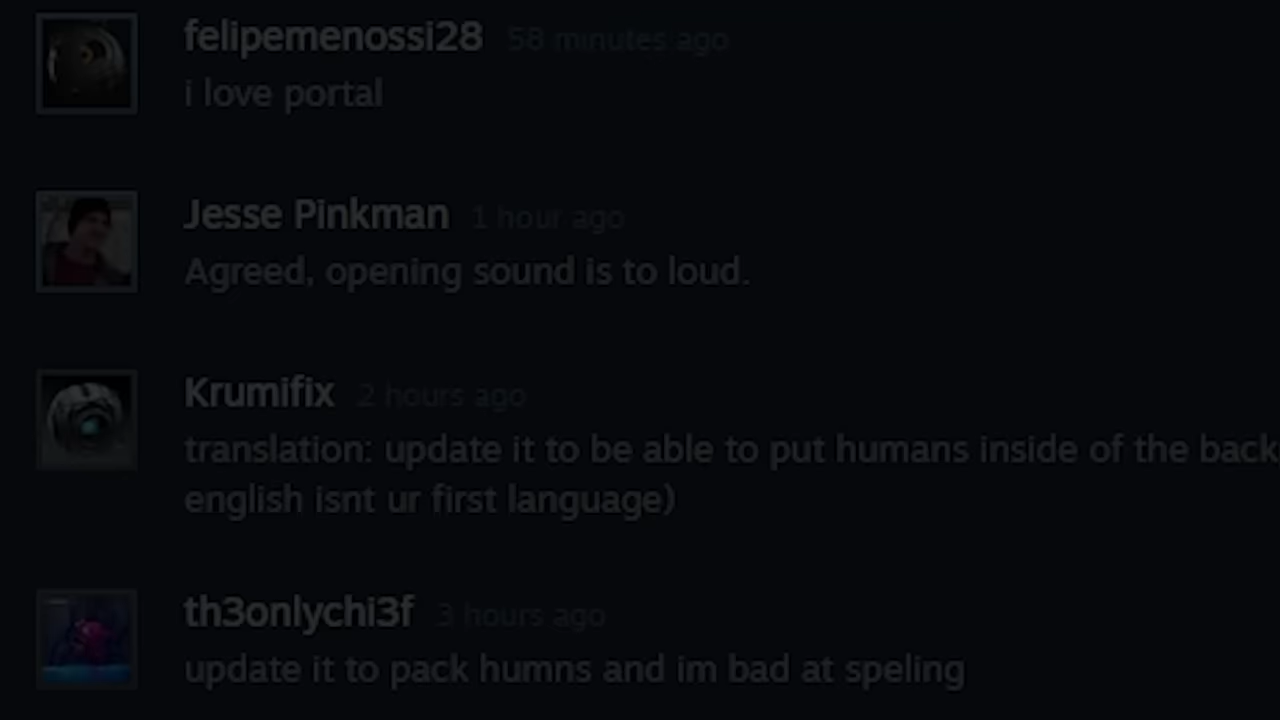 felipemenossi28 58 minutes ago
i love portal
Jesse Pinkman 1 hour ago
Agreed, opening sound is to loud.
Krumifix 2 hours ago
translation: update it to be able to put humans inside of the back
english isnt ur first language)
th3onlychi3f 3 hours ago
update it to pack humns and im bad at speling